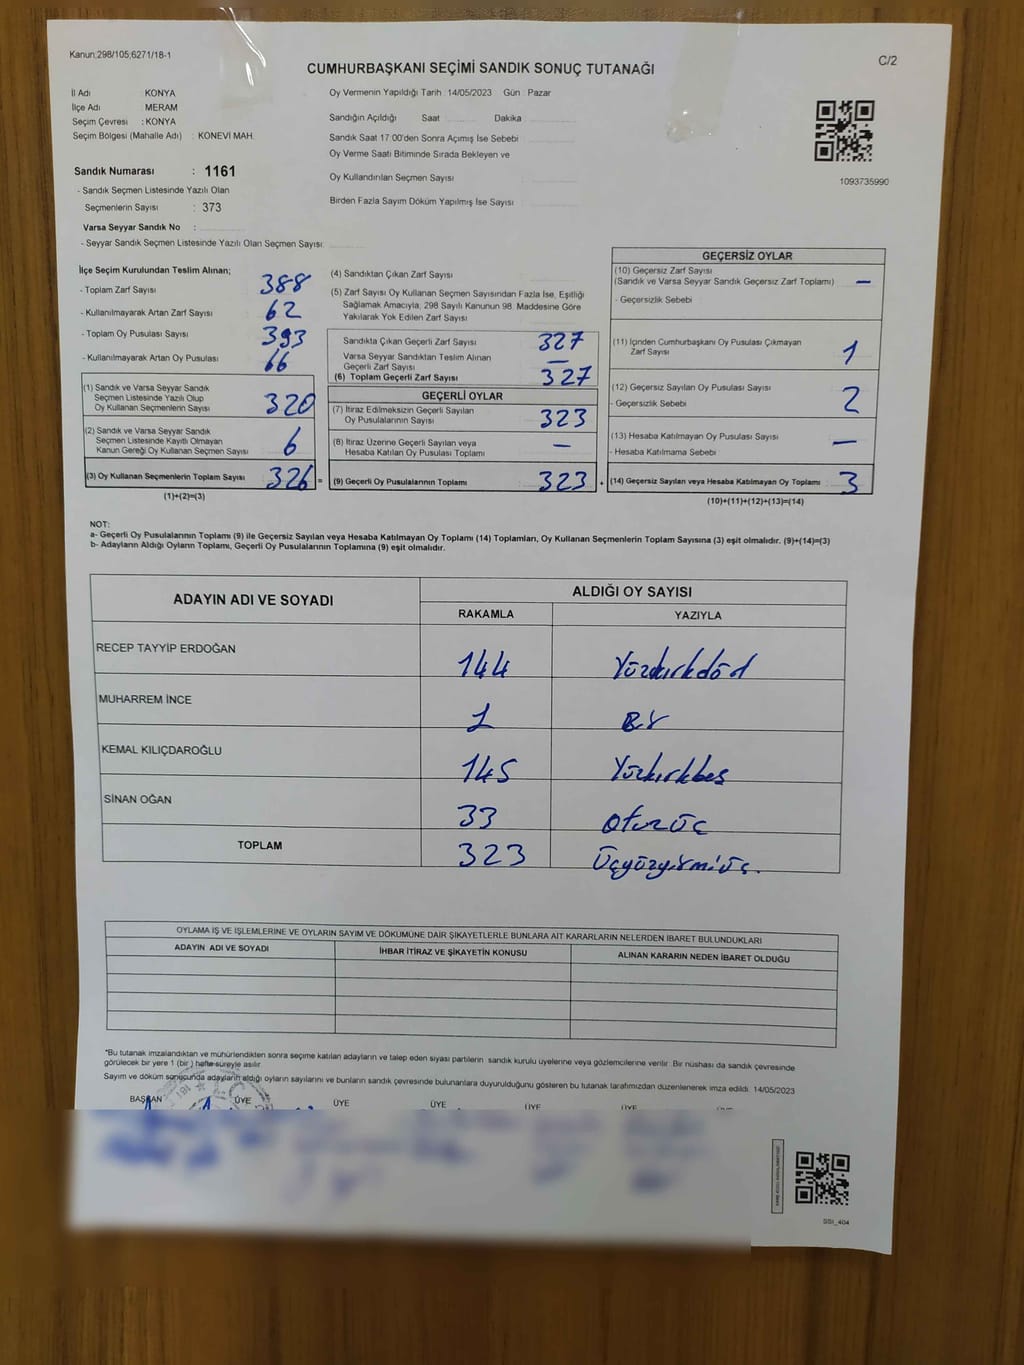 Kanun:298/105;6271/18-1
C/2
CUMHURBAŞKANI SEÇİMİ SANDIK SONUÇ TUTANAĞI
İl Adı : KONYA
İlçe Adı : MERAM
Seçim Çevresi : KONYA
Seçim Bölgesi (Mahalle Adı) : KONEVİ MAH.
Sandık Numarası : 1161
- Sandık Seçmen Listesinde Yazılı Olan
Seçmenlerin Sayısı : 373
Varsa Seyyar Sandık No :
- Seyyar Sandık Seçmen Listesinde Yazılı Olan Seçmen Sayısı:
Oy Vermenin Yapıldığı Tarih : 14/05/2023 Gün : Pazar
Sandığın Açıldığı Saat Dakika
Sandık Saat 17:00'den Sonra Açımış İse Sebebi
Oy Verme Saati Bitiminde Sırada Bekleyen ve
Oy Kullandırılan Seçmen Sayısı
Birden Fazla Sayım Döküm Yapılmış İse Sayısı
1093735990
İlçe Seçim Kurulundan Teslim Alınan;
- Toplam Zarf Sayısı 388
- Kullanılmayarak Artan Zarf Sayısı 62
- Toplam Oy Pusulası Sayısı 393
- Kullanılmayarak Artan Oy Pusulası 66
(1) Sandık ve Varsa Seyyar Sandık
Seçmen Listesinde Yazılı Olup
Oy Kullanan Seçmenlerin Sayısı 320
(2) Sandık ve Varsa Seyyar Sandık
Seçmen Listesinde Kayıtlı Olmayan
Kanun Gereği Oy Kullanan Seçmen Sayısı 6
(3) Oy Kullanan Seçmenlerin Toplam Sayısı 326 =
(1)+(2)=(3)
(4) Sandıktan Çıkan Zarf Sayısı
(5) Zarf Sayısı Oy Kullanan Seçmen Sayısından Fazla İse, Eşitliği
Sağlamak Amacıyla, 298 Sayılı Kanunun 98. Maddesine Göre
Yakılarak Yok Edilen Zarf Sayısı
Sandıkta Çıkan Geçerli Zarf Sayısı 327
Varsa Seyyar Sandıktan Teslim Alınan
Geçerli Zarf Sayısı —
(6) Toplam Geçerli Zarf Sayısı 327
GEÇERLİ OYLAR
(7) İtiraz Edilmeksizin Geçerli Sayılan
Oy Pusulalarının Sayısı 323
(8) İtiraz Üzerine Geçerli Sayılan veya
Hesaba Katılan Oy Pusulası Toplamı —
(9) Geçerli Oy Pusulalarının Toplamı 323 +
GEÇERSİZ OYLAR
(10) Geçersiz Zarf Sayısı
(Sandık ve Varsa Seyyar Sandık Geçersiz Zarf Toplamı) —
- Geçersizlik Sebebi
(11) İçinden Cumhurbaşkanı Oy Pusulası Çıkmayan
Zarf Sayısı 1
(12) Geçersiz Sayılan Oy Pusulası Sayısı 2
- Geçersizlik Sebebi
(13) Hesaba Katılmayan Oy Pusulası Sayısı —
- Hesaba Katılmama Sebebi
(14) Geçersiz Sayılan veya Hesaba Katılmayan Oy Toplamı 3
(10)+(11)+(12)+(13)=(14)
NOT:
a- Geçerli Oy Pusulalarının Toplamı (9) ile Geçersiz Sayılan veya Hesaba Katılmayan Oy Toplamı (14) Toplamları, Oy Kullanan Seçmenlerin Toplam Sayısına (3) eşit olmalıdır. (9)+(14)=(3)
b- Adayların Aldığı Oyların Toplamı, Geçerli Oy Pusulalarının Toplamına (9) eşit olmalıdır.
ADAYIN ADI VE SOYADI ALDIĞI OY SAYISI
RAKAMLA YAZIYLA
RECEP TAYYİP ERDOĞAN 144 Yüzkırkdört
MUHARREM İNCE 1 Bir
KEMAL KILIÇDAROĞLU 145 Yüzkırkbeş
SİNAN OĞAN 33 otuzüç
TOPLAM 323 Üçyüzyirmiüç.
OYLAMA İŞ VE İŞLEMLERİNE VE OYLARIN SAYIM VE DÖKÜMÜNE DAİR ŞİKAYETLERLE BUNLARA AİT KARARLARIN NELERDEN İBARET BULUNDUKLARI
ADAYIN ADI VE SOYADI İHBAR İTİRAZ VE ŞİKAYETİN KONUSU ALINAN KARARIN NEDEN İBARET OLDUĞU
"Bu tutanak imzalandıktan ve mühürlendikten sonra seçime katılan adayların ve talep eden siyasi partilerin sandık kurulu üyelerine veya gözlemcilerine verilir. Bir nüshası da sandık çevresinde
görülecek bir yere 1 (bir ) hafta süreyle asılır.
Sayım ve döküm sonucunda adayların aldığı oyların sayılarını ve bunların sandık çevresinde bulunanlara duyurulduğunu gösteren bu tutanak tarafımızdan düzenlenerek imza edildi. 14/05/2023
BAŞKAN ÜYE ÜYE ÜYE ÜYE ÜYE ÜYE
SSI_404